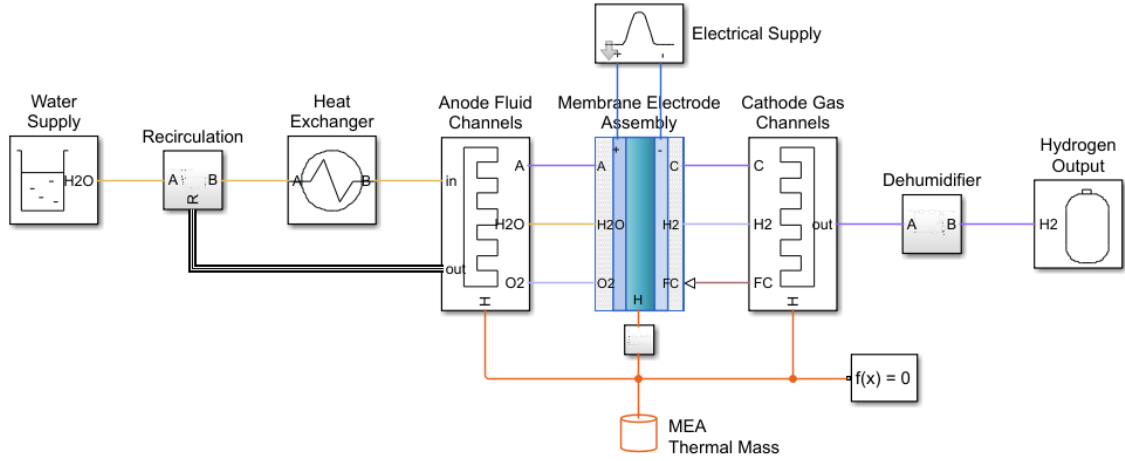 Electrical Supply
Water
Supply
Recirculation
Heat
Exchanger
Anode Fluid
Channels
Membrane Electrode
Assembly
Cathode Gas
Channels
Dehumidifier
Hydrogen
Output
+ -
H2O
A B
R
A B
in
out
A
H2O
O2
H
+ -
A
H2O
O2
C
H2
FC
H
C
H2
FC
out
H
A B
H2
f(x) = 0
MEA
Thermal Mass